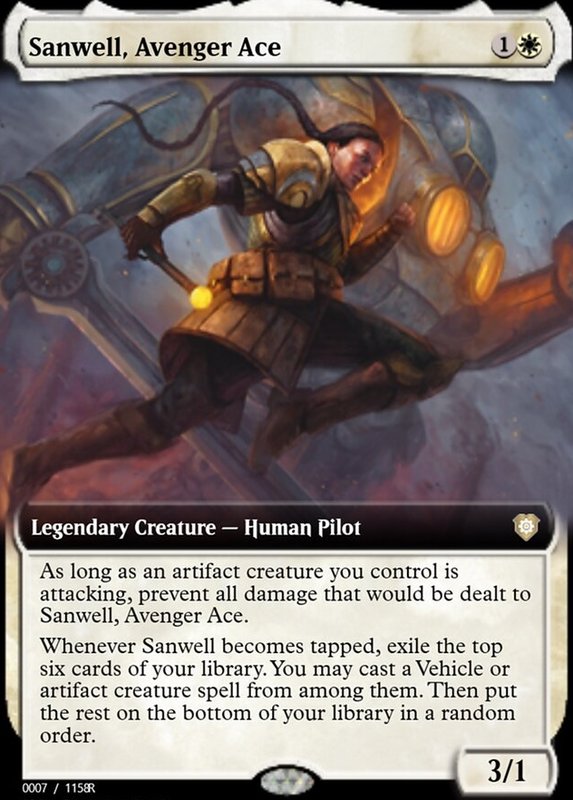 Sanwell, Avenger Ace
1
Legendary Creature — Human Pilot
As long as an artifact creature you control is
attacking, prevent all damage that would be dealt to
Sanwell, Avenger Ace.
Whenever Sanwell becomes tapped, exile the top
six cards of your library. You may cast a Vehicle or
artifact creature spell from among them. Then put
the rest on the bottom of your library in a random
order.
3/1
0007 / 1158R